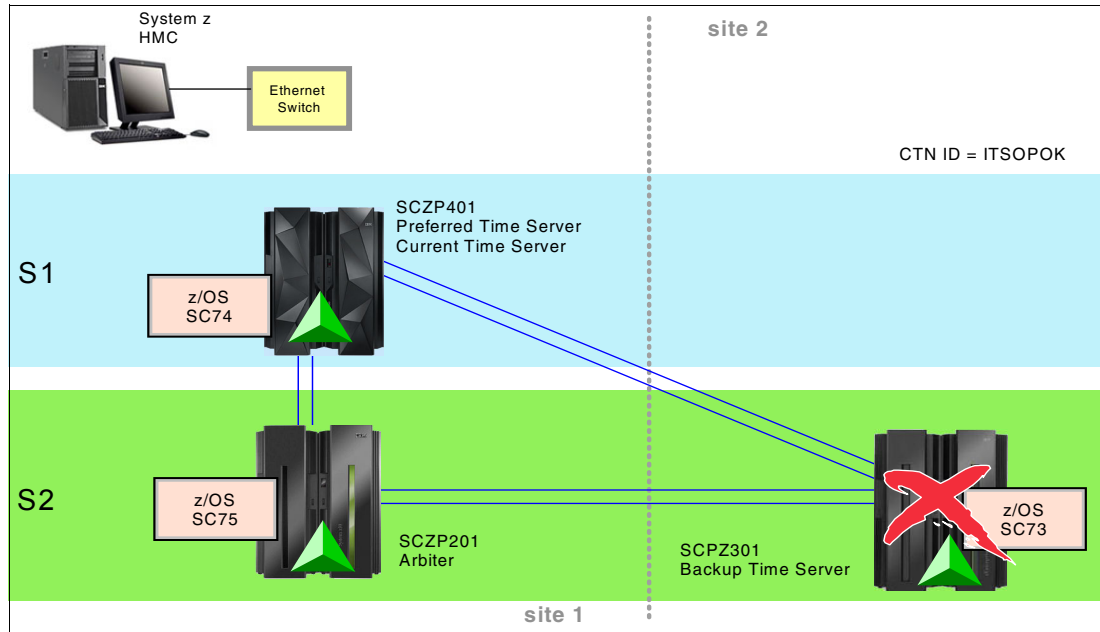 System z
HMC
Ethernet
Switch
site 2
CTN ID = ITSOPOK
S1
z/OS
SC74
SCZP401
Preferred Time Server
Current Time Server
S2
z/OS
SC75
SCZP201
Arbiter
SCPZ301
Backup Time Server
z/OS
SC73
site 1